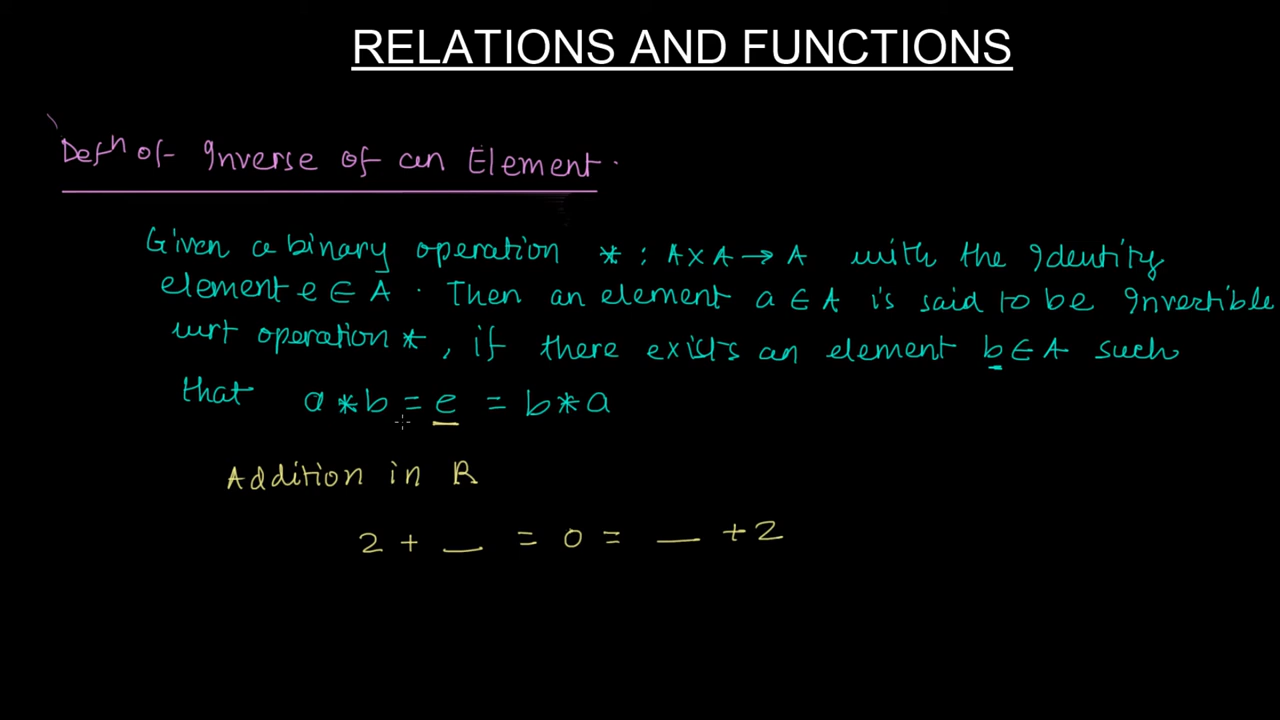 RELATIONS AND FUNCTIONS
Defⁿ of Inverse of an Element.
Given a binary operation * : A×A → A with the Identity
element e ∈ A. Then an element a ∈ A is said to be Invertible
wrt operation *, if there exists an element b ∈ A such
that a * b = e = b * a
Addition in R
2 + __ = 0 = __ + 2